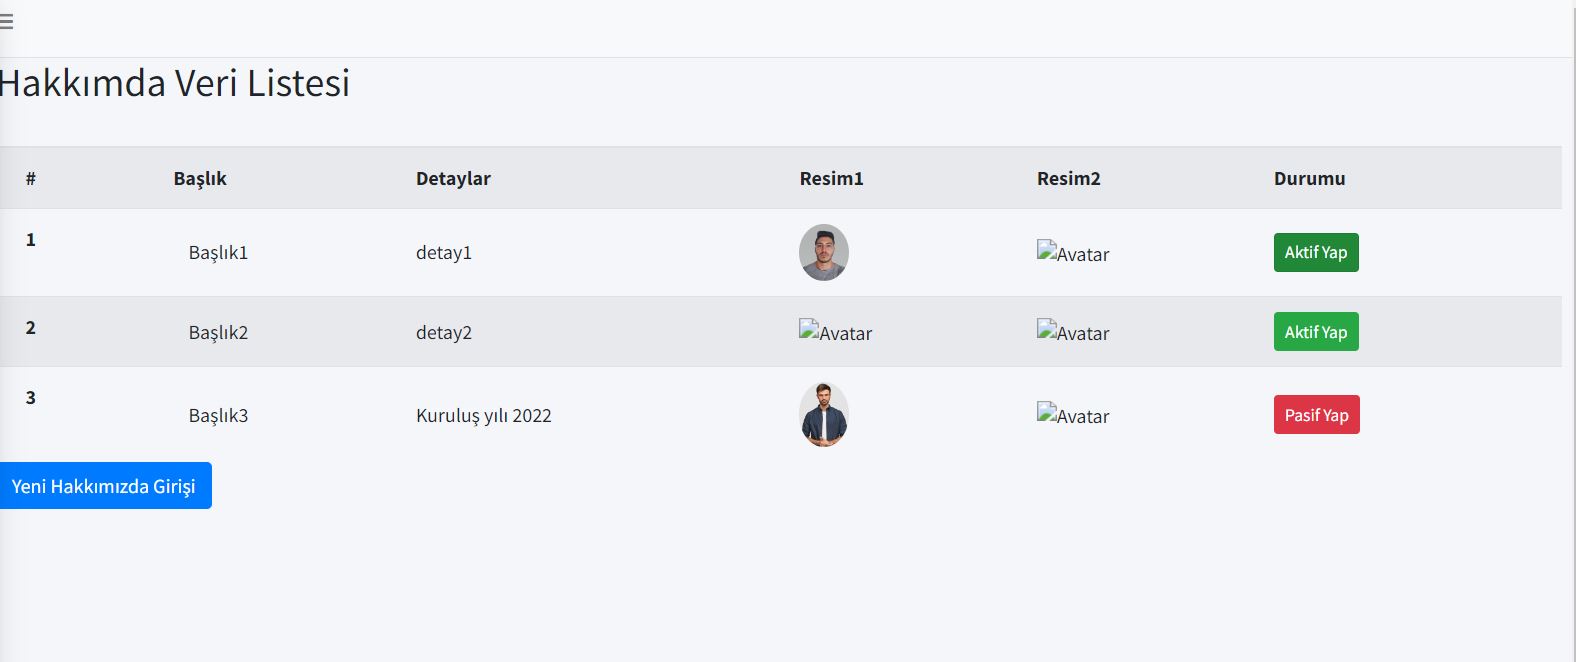 Hakkımda Veri Listesi
# Başlık Detaylar Resim1 Resim2 Durumu
1 Başlık1 detay1 Avatar Aktif Yap
2 Başlık2 detay2 Avatar Avatar Aktif Yap
3 Başlık3 Kuruluş yılı 2022 Avatar Pasif Yap
Yeni Hakkımızda Girişi